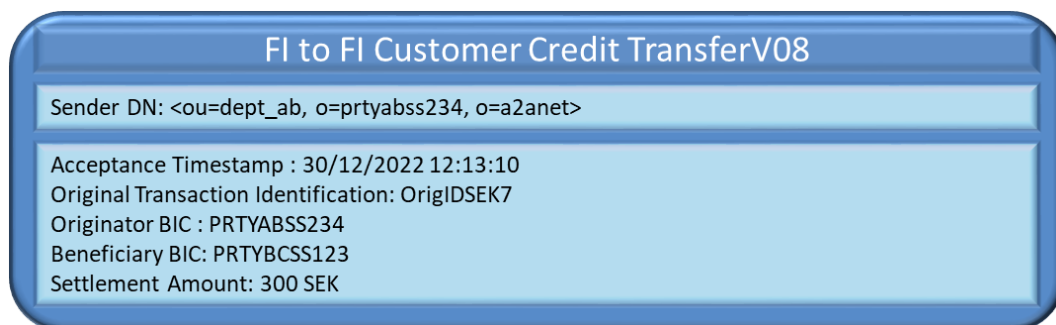 FI to FI Customer Credit TransferV08
Sender DN: <ou=dept_ab, o=prtyabss234, o=a2anet>
Acceptance Timestamp : 30/12/2022 12:13:10
Original Transaction Identification: OrigIDSEK7
Originator BIC : PRTYABSS234
Beneficiary BIC: PRTYBCSS123
Settlement Amount: 300 SEK